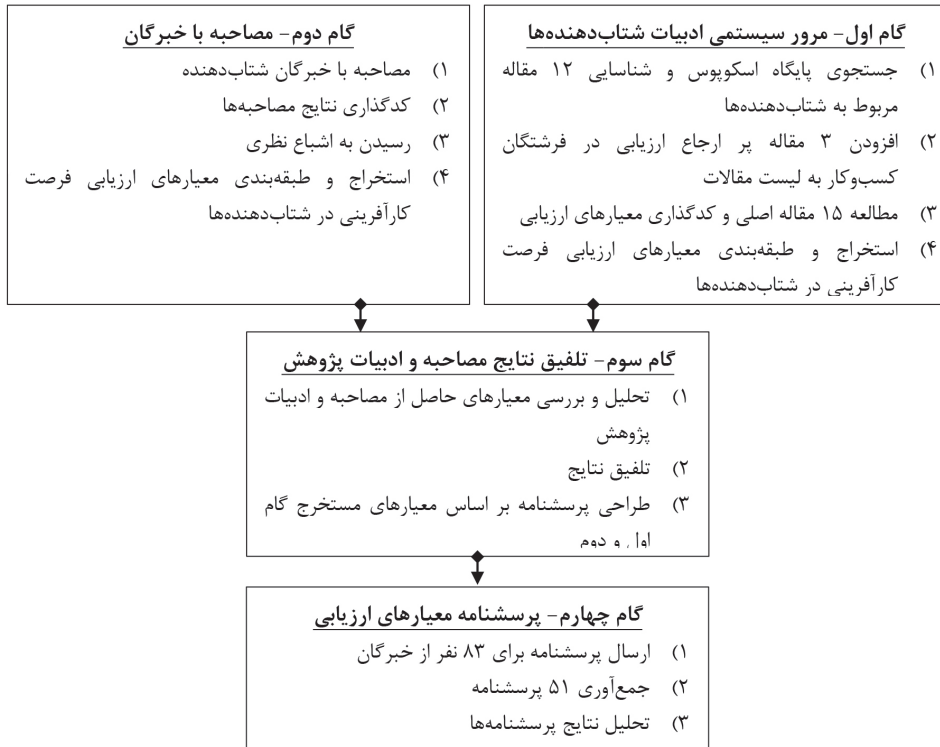 گام اول- مرور سیستمی ادبیات شتاب‌دهنده‌ها
۱) جستجوی پایگاه اسکوپوس و شناسایی ۱۲ مقاله
مربوط به شتاب‌دهنده‌ها
۲) افزودن ۳ مقاله پر ارجاع ارزیابی در فرشتگان
کسب‌وکار به لیست مقالات
۳) مطالعه ۱۵ مقاله اصلی و کدگذاری معیارهای ارزیابی
۴) استخراج و طبقه‌بندی معیارهای ارزیابی فرصت
کارآفرینی در شتاب‌دهنده‌ها
گام دوم- مصاحبه با خبرگان
۱) مصاحبه با خبرگان شتاب‌دهنده
۲) کدگذاری نتایج مصاحبه‌ها
۳) رسیدن به اشباع نظری
۴) استخراج و طبقه‌بندی معیارهای ارزیابی فرصت
کارآفرینی در شتاب‌دهنده‌ها
گام سوم- تلفیق نتایج مصاحبه و ادبیات پژوهش
۱) تحلیل و بررسی معیارهای حاصل از مصاحبه و ادبیات
پژوهش
۲) تلفیق نتایج
۳) طراحی پرسشنامه بر اساس معیارهای مستخرج گام
اول و دوم
گام چهارم- پرسشنامه معیارهای ارزیابی
۱) ارسال پرسشنامه برای ۸۳ نفر از خبرگان
۲) جمع‌آوری ۵۱ پرسشنامه
۳) تحلیل نتایج پرسشنامه‌ها